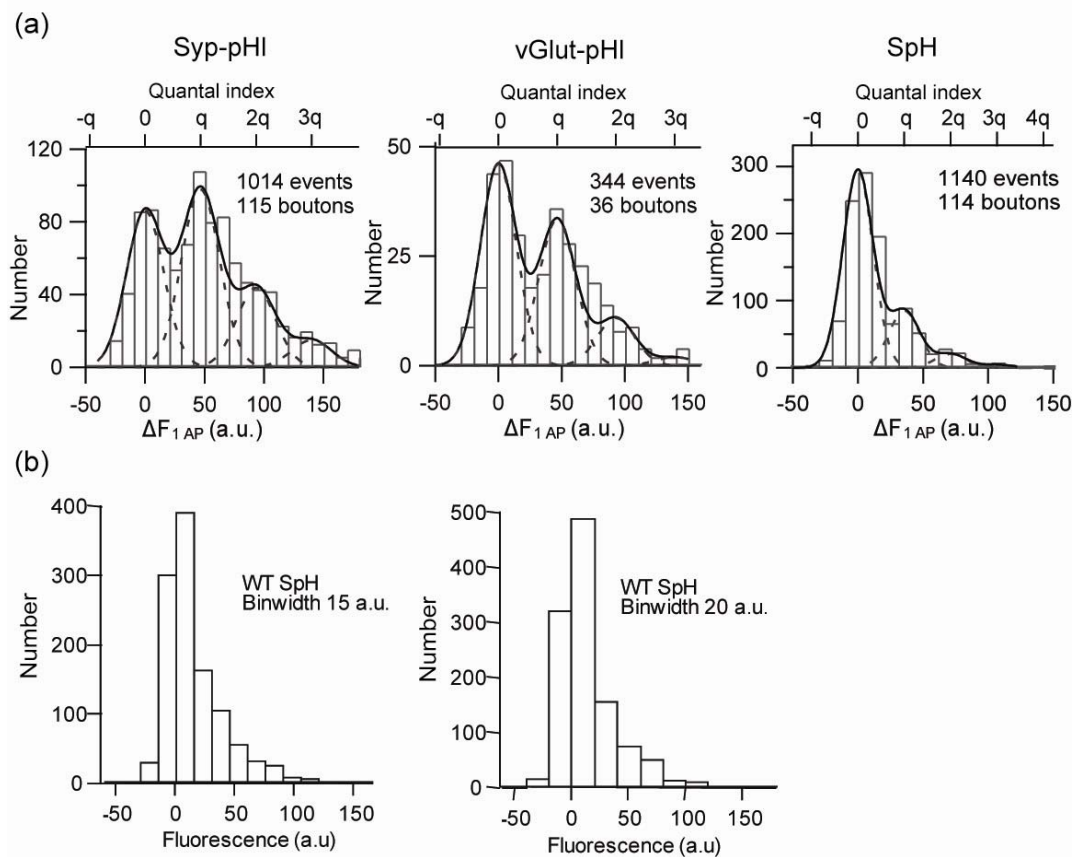 (a)
Syp-pHl
Quantal index
-q 0 q 2q 3q
120
80
40
0
Number
1014 events
115 boutons
-50 0 50 100 150
ΔF1 AP (a.u.)
vGlut-pHl
Quantal index
-q 0 q 2q 3q
50
25
0
Number
344 events
36 boutons
-50 0 50 100 150
ΔF1 AP (a.u.)
SpH
Quantal index
-q 0 q 2q 3q 4q
300
200
100
0
Number
1140 events
114 boutons
-50 0 50 100 150
ΔF1 AP (a.u.)
(b)
400
300
200
100
0
Number
WT SpH
Binwidth 15 a.u.
-50 0 50 100 150
Fluorescence (a.u)
500
400
300
200
100
0
Number
WT SpH
Binwidth 20 a.u.
-50 0 50 100 150
Fluorescence (a.u)